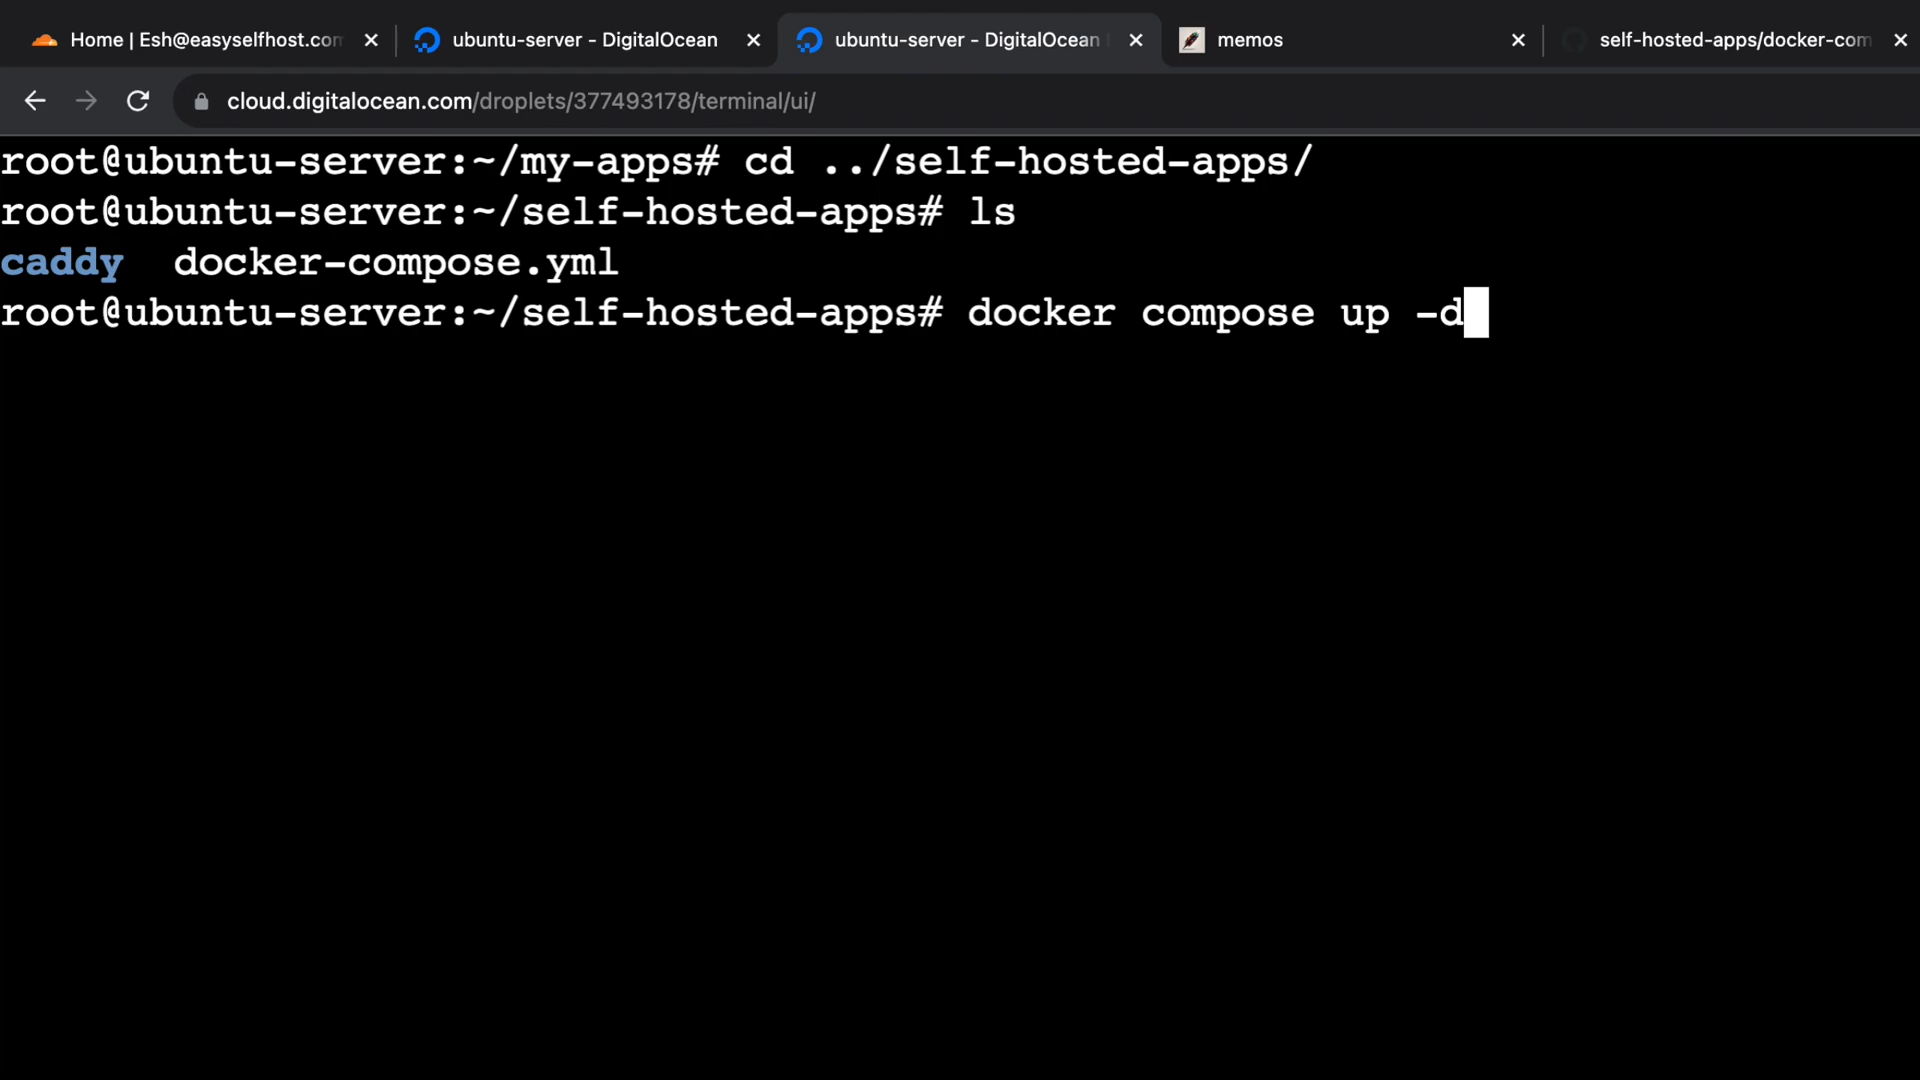 Home | Esh@easyselfhost.com
ubuntu-server - DigitalOcean
ubuntu-server - DigitalOcean
memos
self-hosted-apps/docker-com
cloud.digitalocean.com/droplets/377493178/terminal/ui/
root@ubuntu-server:~/my-apps# cd ../self-hosted-apps/
root@ubuntu-server:~/self-hosted-apps# ls
caddy docker-compose.yml
root@ubuntu-server:~/self-hosted-apps# docker compose up -d